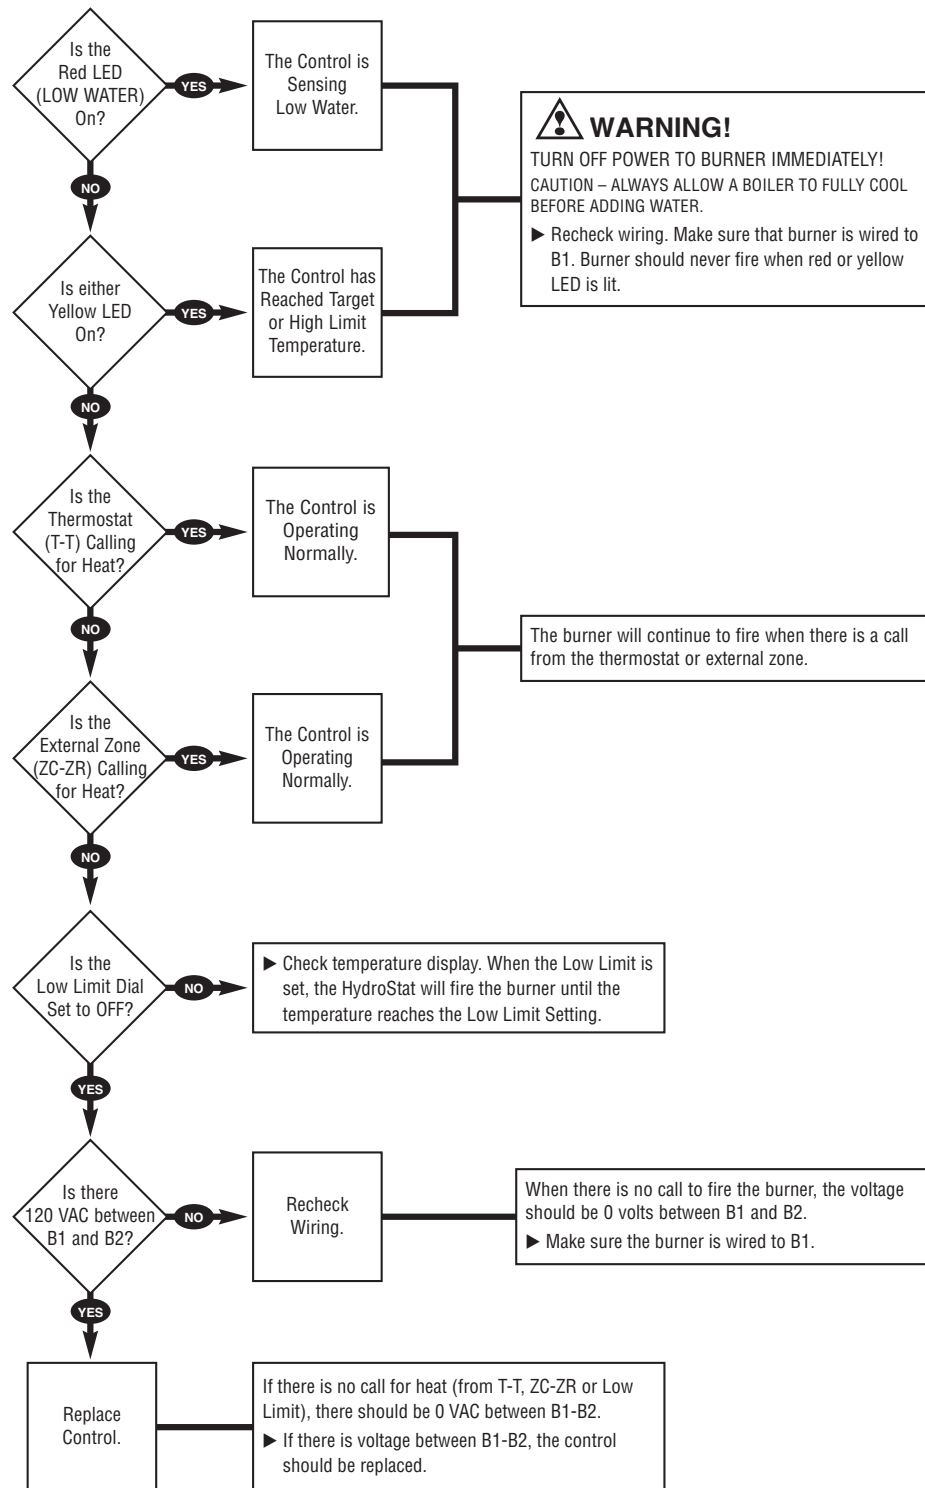 Is the
Red LED
(LOW WATER)
On?
YES
The Control is
Sensing
Low Water.
WARNING!
TURN OFF POWER TO BURNER IMMEDIATELY!
CAUTION – ALWAYS ALLOW A BOILER TO FULLY COOL
BEFORE ADDING WATER.
▶ Recheck wiring. Make sure that burner is wired to
B1. Burner should never fire when red or yellow
LED is lit.
NO
Is either
Yellow LED
On?
YES
The Control has
Reached Target
or High Limit
Temperature.
NO
Is the
Thermostat
(T-T) Calling
for Heat?
YES
The Control is
Operating
Normally.
NO
The burner will continue to fire when there is a call
from the thermostat or external zone.
Is the
External Zone
(ZC-ZR) Calling
for Heat?
YES
The Control is
Operating
Normally.
NO
Is the
Low Limit Dial
Set to OFF?
NO
▶ Check temperature display. When the Low Limit is
set, the HydroStat will fire the burner until the
temperature reaches the Low Limit Setting.
YES
Is there
120 VAC between
B1 and B2?
NO
Recheck
Wiring.
When there is no call to fire the burner, the voltage
should be 0 volts between B1 and B2.
▶ Make sure the burner is wired to B1.
YES
Replace
Control.
If there is no call for heat (from T-T, ZC-ZR or Low
Limit), there should be 0 VAC between B1-B2.
▶ If there is voltage between B1-B2, the control
should be replaced.